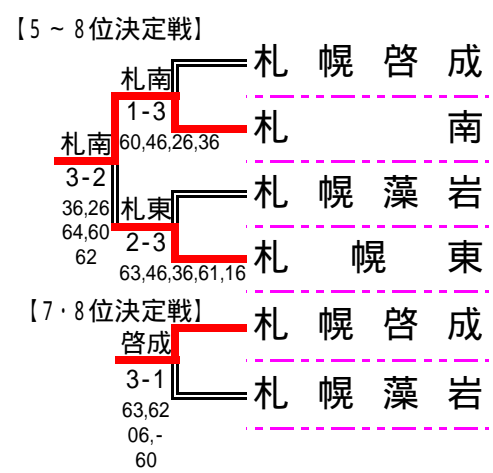 【5～8位決定戦】
札幌啓成
札南
1-3
60,46,26,36
札南
札南
3-2
36,26
64,60
62
札幌藻岩
札東
2-3
63,46,36,61,16
札幌東
【7・8位決定戦】
札幌啓成
啓成
3-1
63,62
06,-
60
札幌藻岩